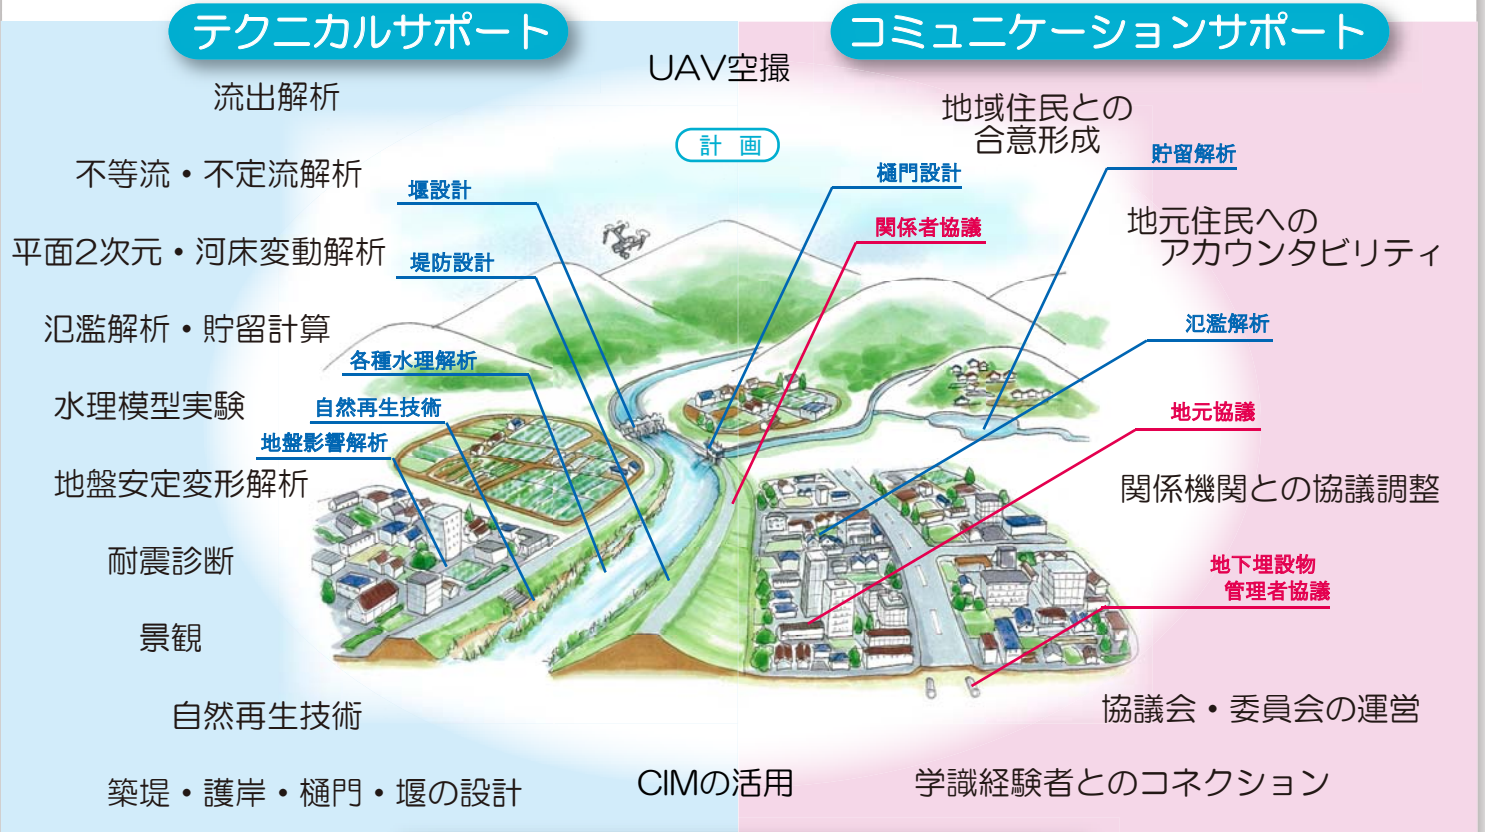 テクニカルサポート
コミュニケーションサポート
UAV空撮
計画
流出解析
不等流・不定流解析
平面2次元・河床変動解析
氾濫解析・貯留計算
水理模型実験
地盤安定変形解析
耐震診断
景観
自然再生技術
築堤・護岸・樋門・堰の設計
堰設計
堤防設計
各種水理解析
自然再生技術
地盤影響解析
樋門設計
関係者協議
貯留解析
氾濫解析
地元協議
地下埋設物
管理者協議
地域住民との
合意形成
地元住民への
アカウンタビリティ
関係機関との協議調整
協議会・委員会の運営
学識経験者とのコネクション
CIMの活用